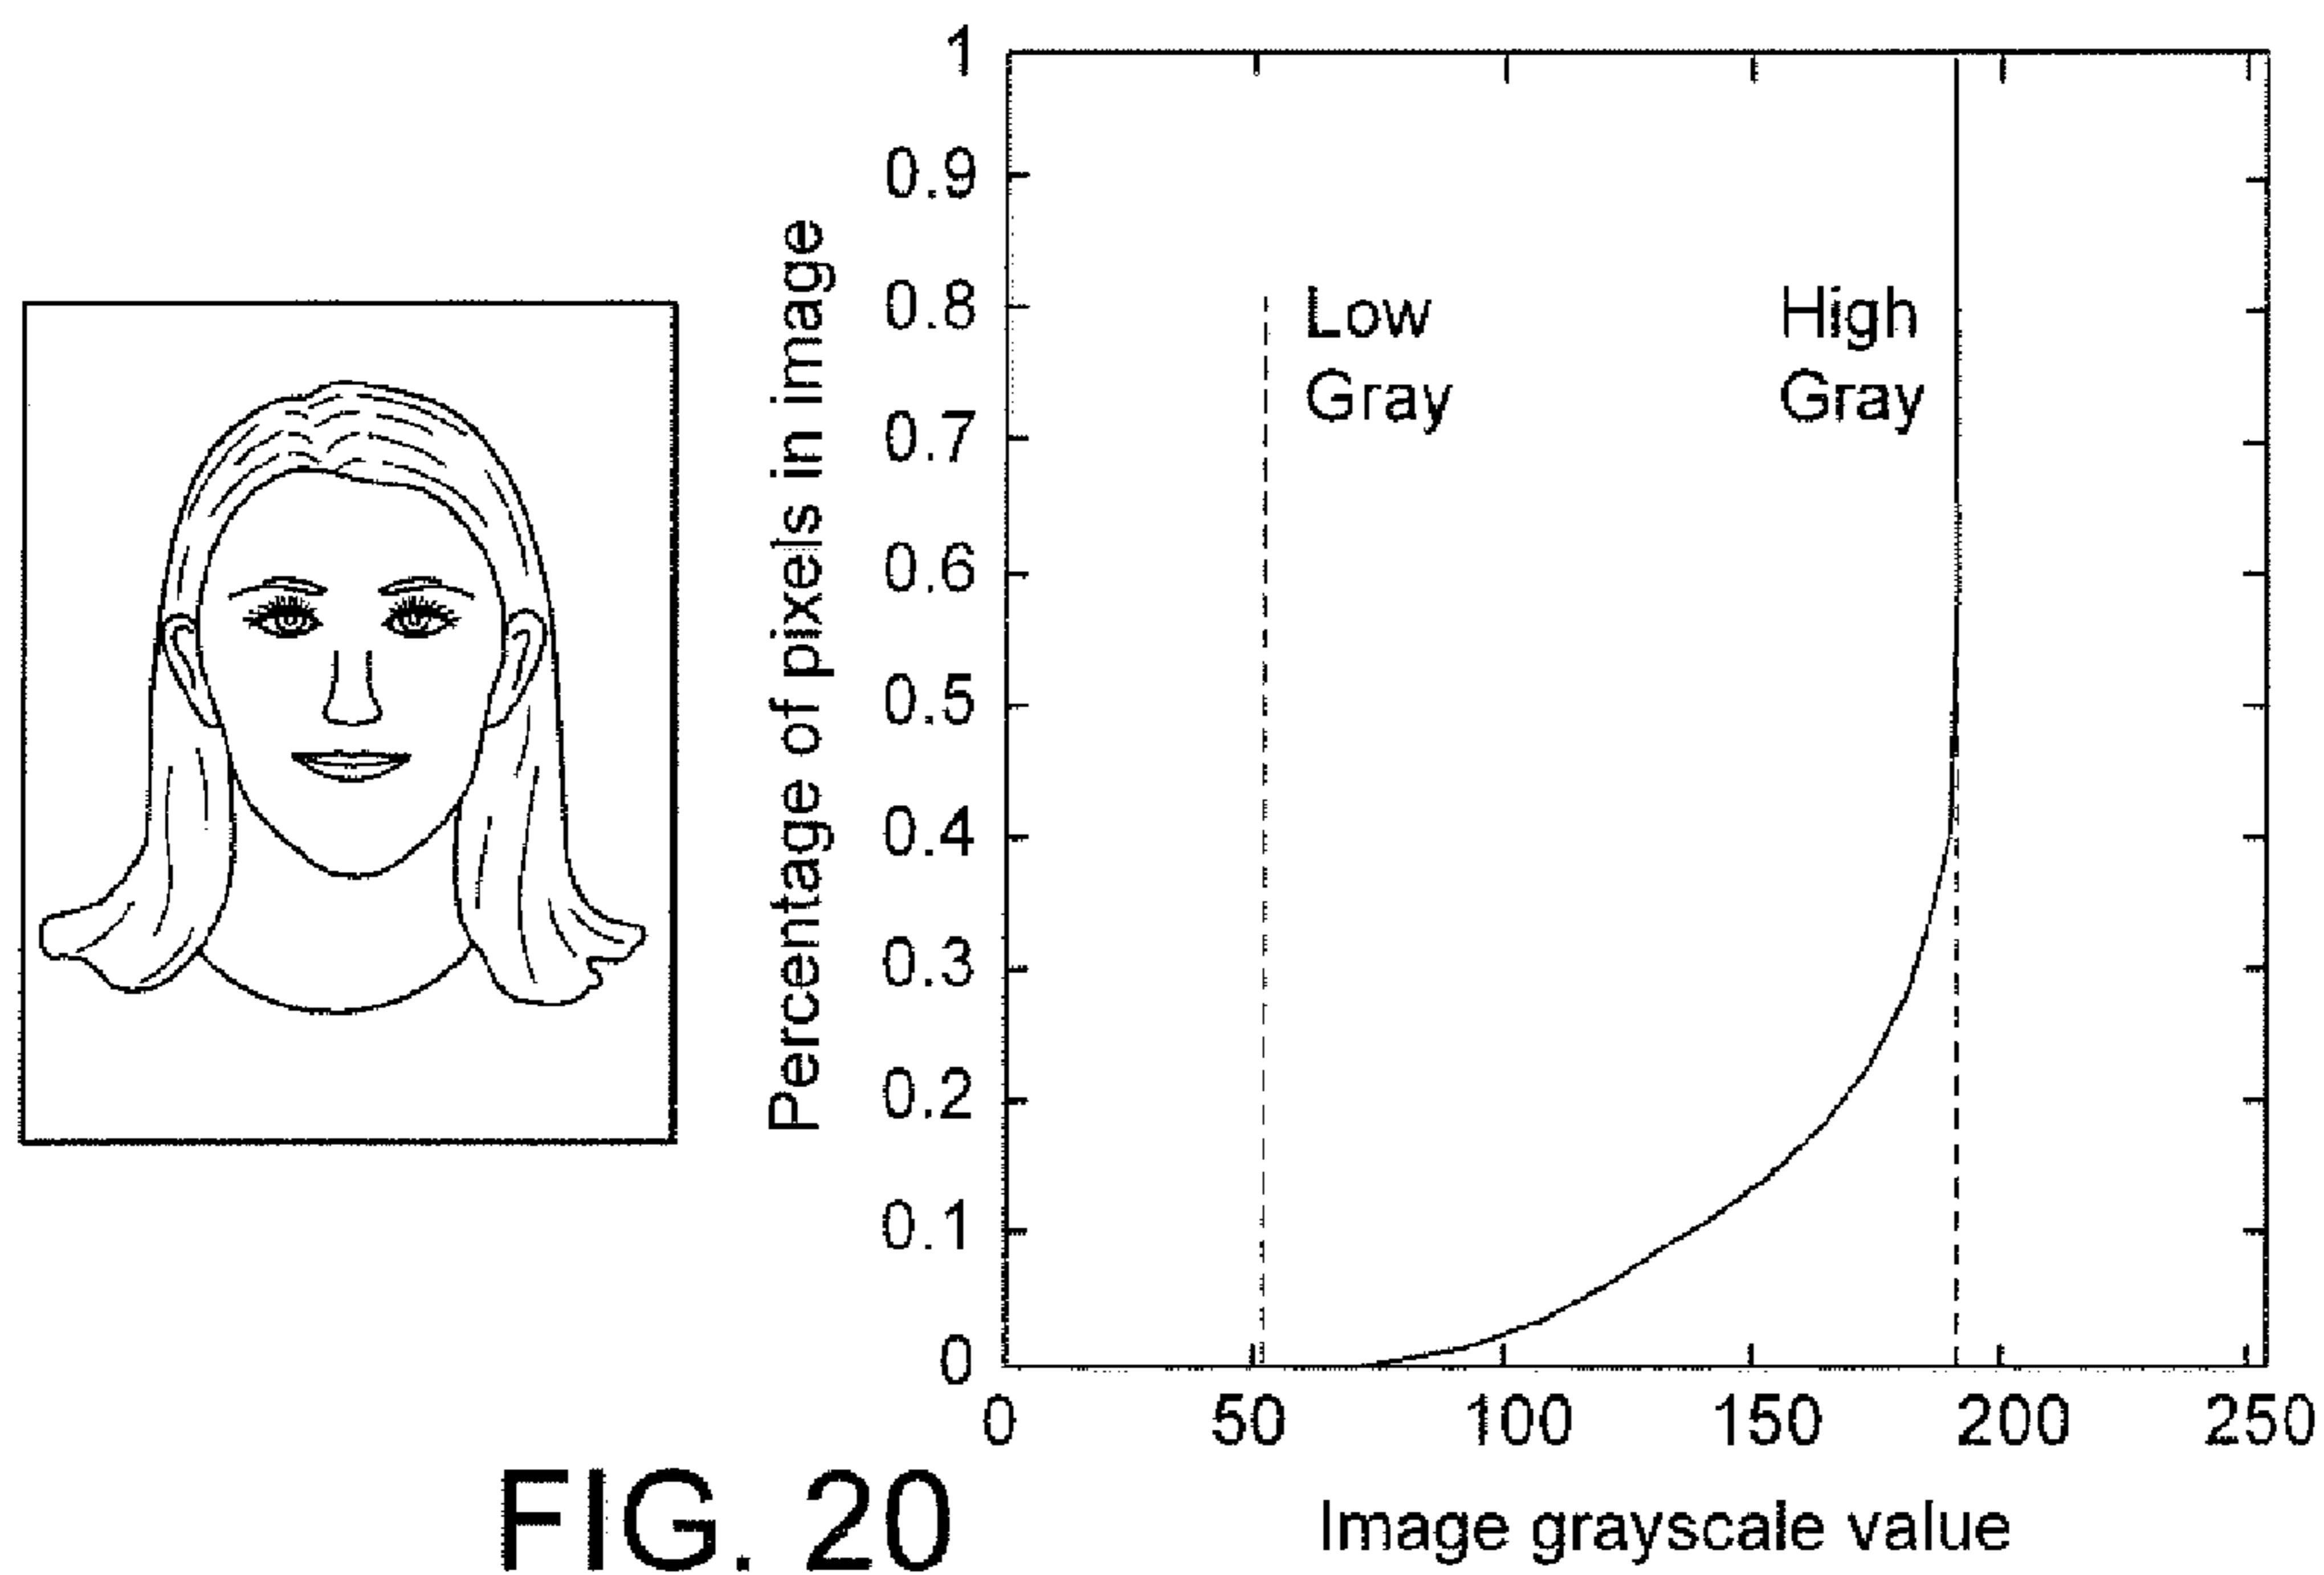 Percentage of pixels in image
1
0.9
0.8
0.7
0.6
0.5
0.4
0.3
0.2
0.1
0
Low
Gray
High
Gray
0 50 100 150 200 250
Image grayscale value
FIG. 20